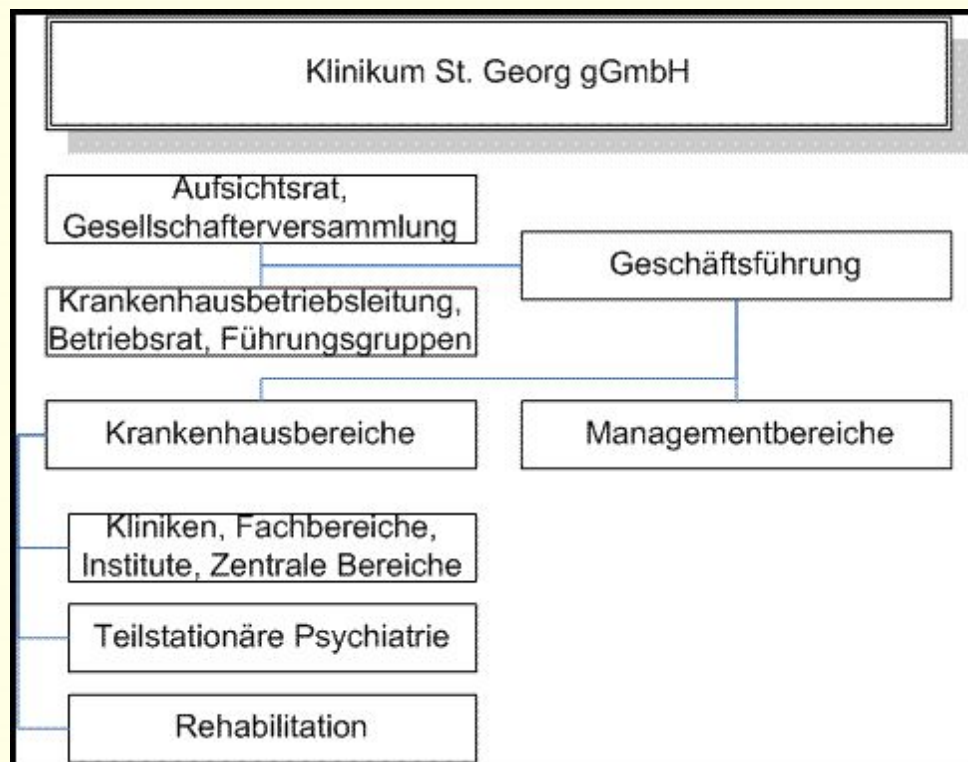 Klinikum St. Georg gGmbH
Aufsichtsrat,
Gesellschafterversammlung
Geschäftsführung
Krankenhausbetriebsleitung,
Betriebsrat, Führungsgruppen
Krankenhausbereiche
Managementbereiche
Kliniken, Fachbereiche,
Institute, Zentrale Bereiche
Teilstationäre Psychiatrie
Rehabilitation